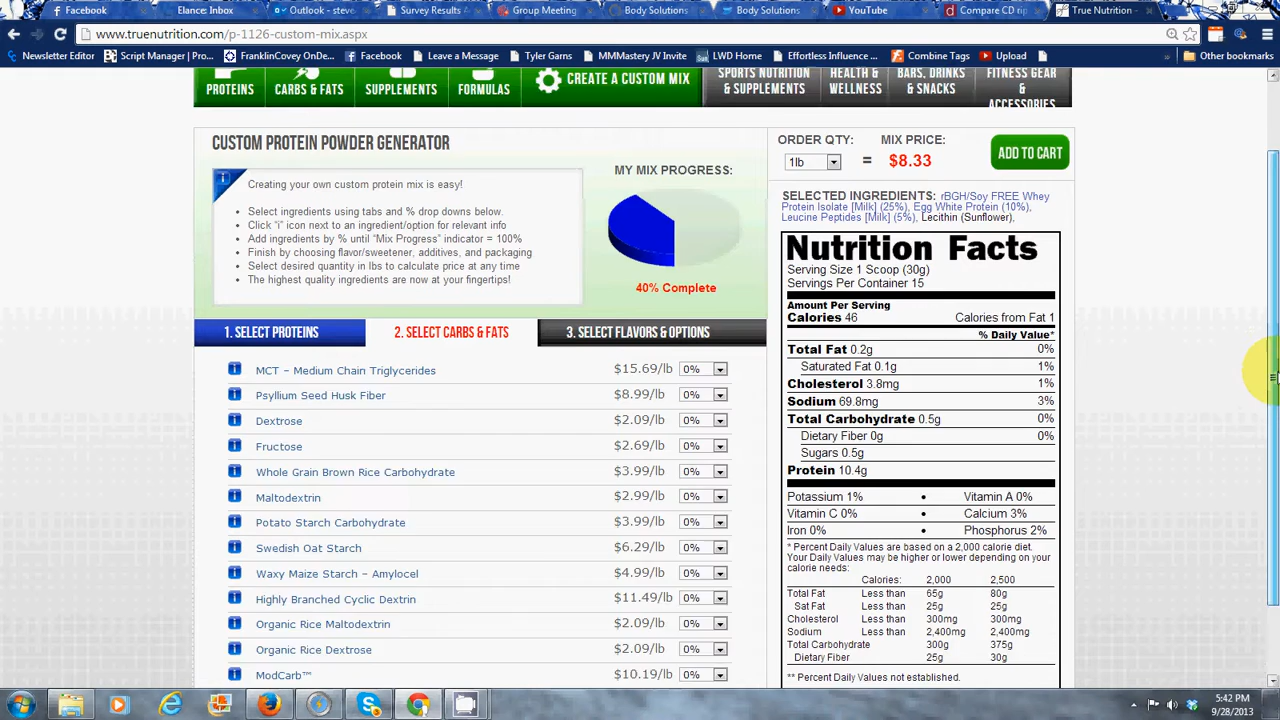 Facebook Elance: Inbox Outlook - steve Survey Results Group Meeting Body Solutions Body Solutions YouTube Compare CD rip True Nutrition -
www.truenutrition.com/p-1126-custom-mix.aspx
Newsletter Editor Script Manager | Pro... FranklinCovey OnDe... Facebook Leave a Message Tyler Garns MMMastery JV Invite LWD Home Effortless Influence ... Combine Tags Upload Other bookmarks
PROTEINS CARBS & FATS SUPPLEMENTS FORMULAS CREATE A CUSTOM MIX
SPORTS NUTRITION
& SUPPLEMENTS
HEALTH &
WELLNESS
BARS, DRINKS
& SNACKS
FITNESS GEAR
&
ACCESSORIES
CUSTOM PROTEIN POWDER GENERATOR
Creating your own custom protein mix is easy!
• Select ingredients using tabs and % drop downs below.
• Click "i" icon next to an ingredient/option for relevant info
• Add ingredients by % until "Mix Progress" indicator = 100%
• Finish by choosing flavor/sweetener, additives, and packaging
• Select desired quantity in lbs to calculate price at any time
• The highest quality ingredients are now at your fingertips!
MY MIX PROGRESS:
40% Complete
ORDER QTY: MIX PRICE:
1lb = $8.33 ADD TO CART
SELECTED INGREDIENTS: rBGH/Soy FREE Whey
Protein Isolate [Milk] (25%), Egg White Protein (10%),
Leucine Peptides [Milk] (5%), Lecithin (Sunflower),
1. SELECT PROTEINS 2. SELECT CARBS & FATS 3. SELECT FLAVORS & OPTIONS
MCT – Medium Chain Triglycerides $15.69/lb 0%
Psyllium Seed Husk Fiber $8.99/lb 0%
Dextrose $2.09/lb 0%
Fructose $2.69/lb 0%
Whole Grain Brown Rice Carbohydrate $3.99/lb 0%
Maltodextrin $2.99/lb 0%
Potato Starch Carbohydrate $3.99/lb 0%
Swedish Oat Starch $6.29/lb 0%
Waxy Maize Starch – Amylocel $4.99/lb 0%
Highly Branched Cyclic Dextrin $11.49/lb 0%
Organic Rice Maltodextrin $2.09/lb 0%
Organic Rice Dextrose $2.09/lb 0%
ModCarb™ $10.19/lb 0%
Nutrition Facts
Serving Size 1 Scoop (30g)
Servings Per Container 15
Amount Per Serving
Calories 46 Calories from Fat 1
% Daily Value*
Total Fat 0.2g 0%
Saturated Fat 0.1g 1%
Cholesterol 3.8mg 1%
Sodium 69.8mg 3%
Total Carbohydrate 0.5g 0%
Dietary Fiber 0g 0%
Sugars 0.5g
Protein 10.4g
Potassium 1% • Vitamin A 0%
Vitamin C 0% • Calcium 3%
Iron 0% • Phosphorus 2%
* Percent Daily Values are based on a 2,000 calorie diet.
Your Daily Values may be higher or lower depending on your
calorie needs:
Calories: 2,000 2,500
Total Fat Less than 65g 80g
Sat Fat Less than 25g 25g
Cholesterol Less than 300mg 300mg
Sodium Less than 2,400mg 2,400mg
Total Carbohydrate 300g 375g
Dietary Fiber 25g 30g
** Percent Daily Values not established.
5:42 PM
9/28/2013